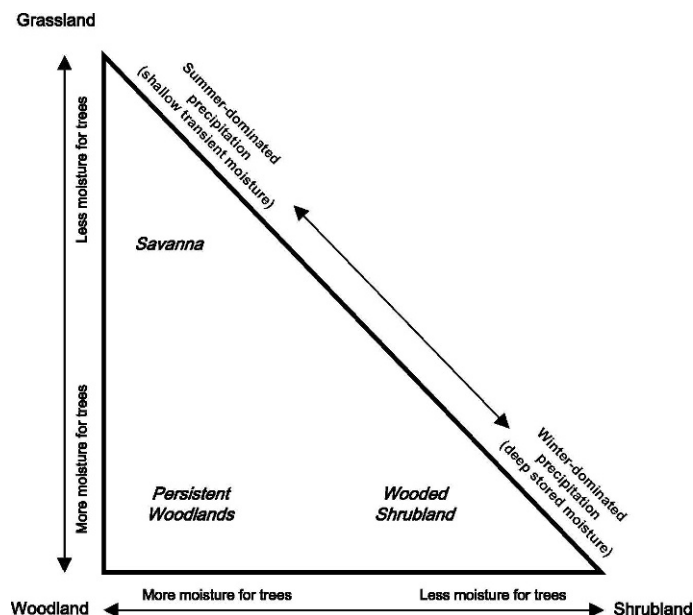 Grassland
Summer-dominated
precipitation
(shallow transient moisture)
Less moisture for trees
Savanna
More moisture for trees
Winter-dominated
precipitation
(deep stored moisture)
Persistent
Woodlands
Wooded
Shrubland
Woodland
More moisture for trees
Less moisture for trees
Shrubland